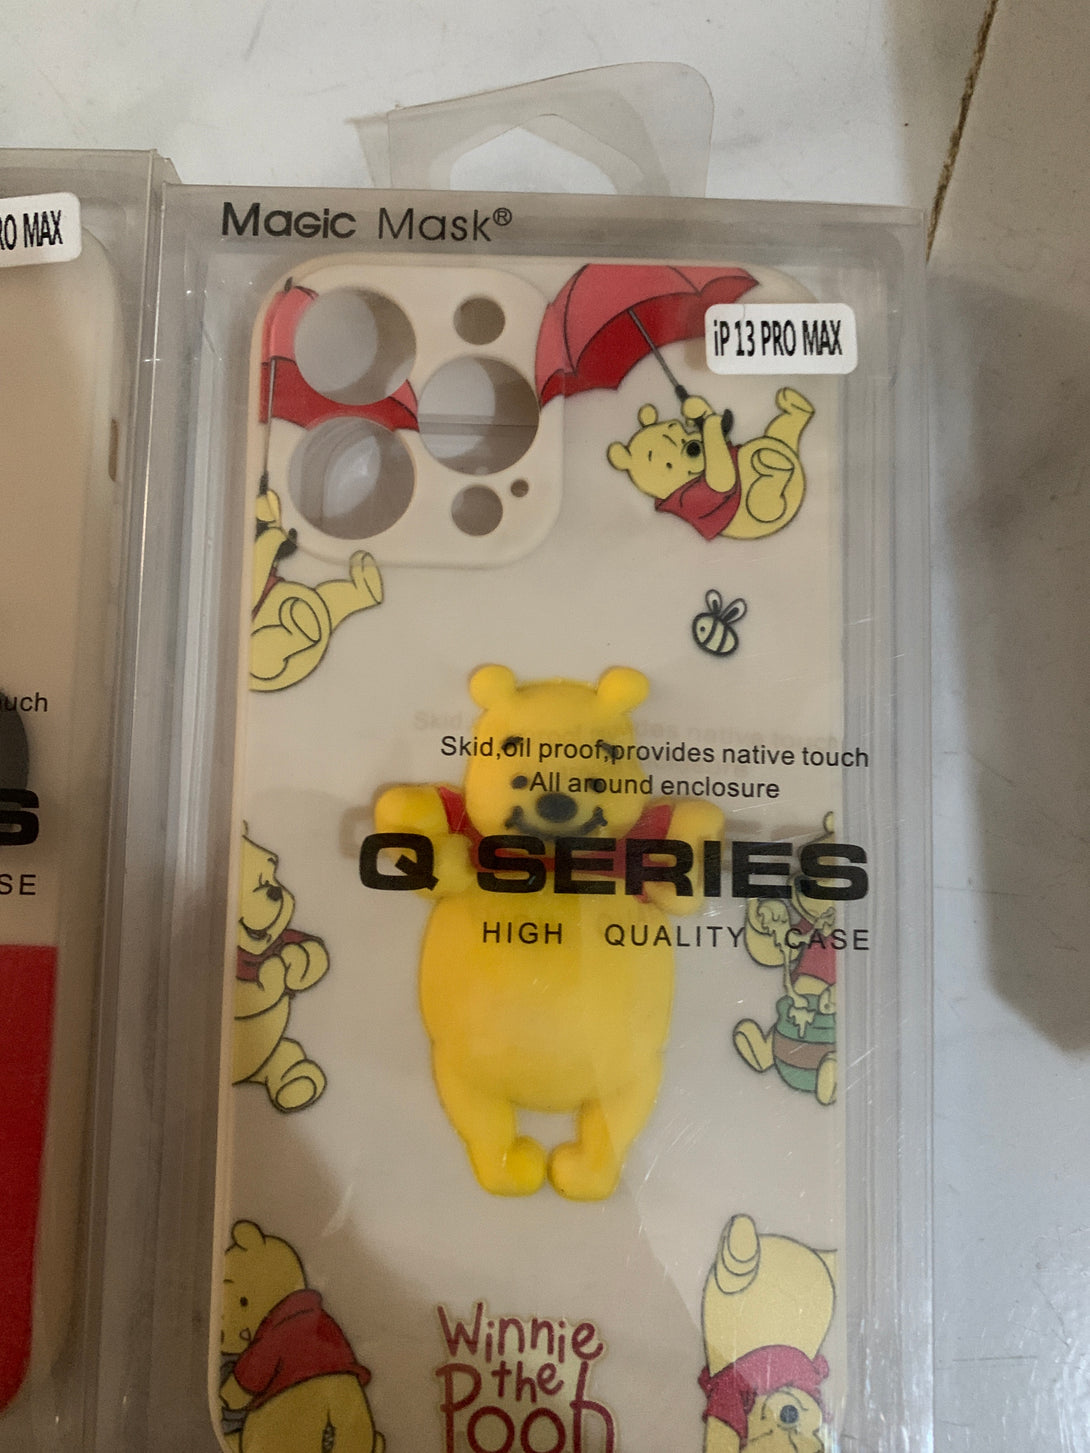 RO MAX
Magic Mask®
iP 13 PRO MAX
uch
Skid,oil proof,provides native touch
All around enclosure
S
Q SERIES
SE
HIGH QUALITY CASE
Winnie
the
Pooh